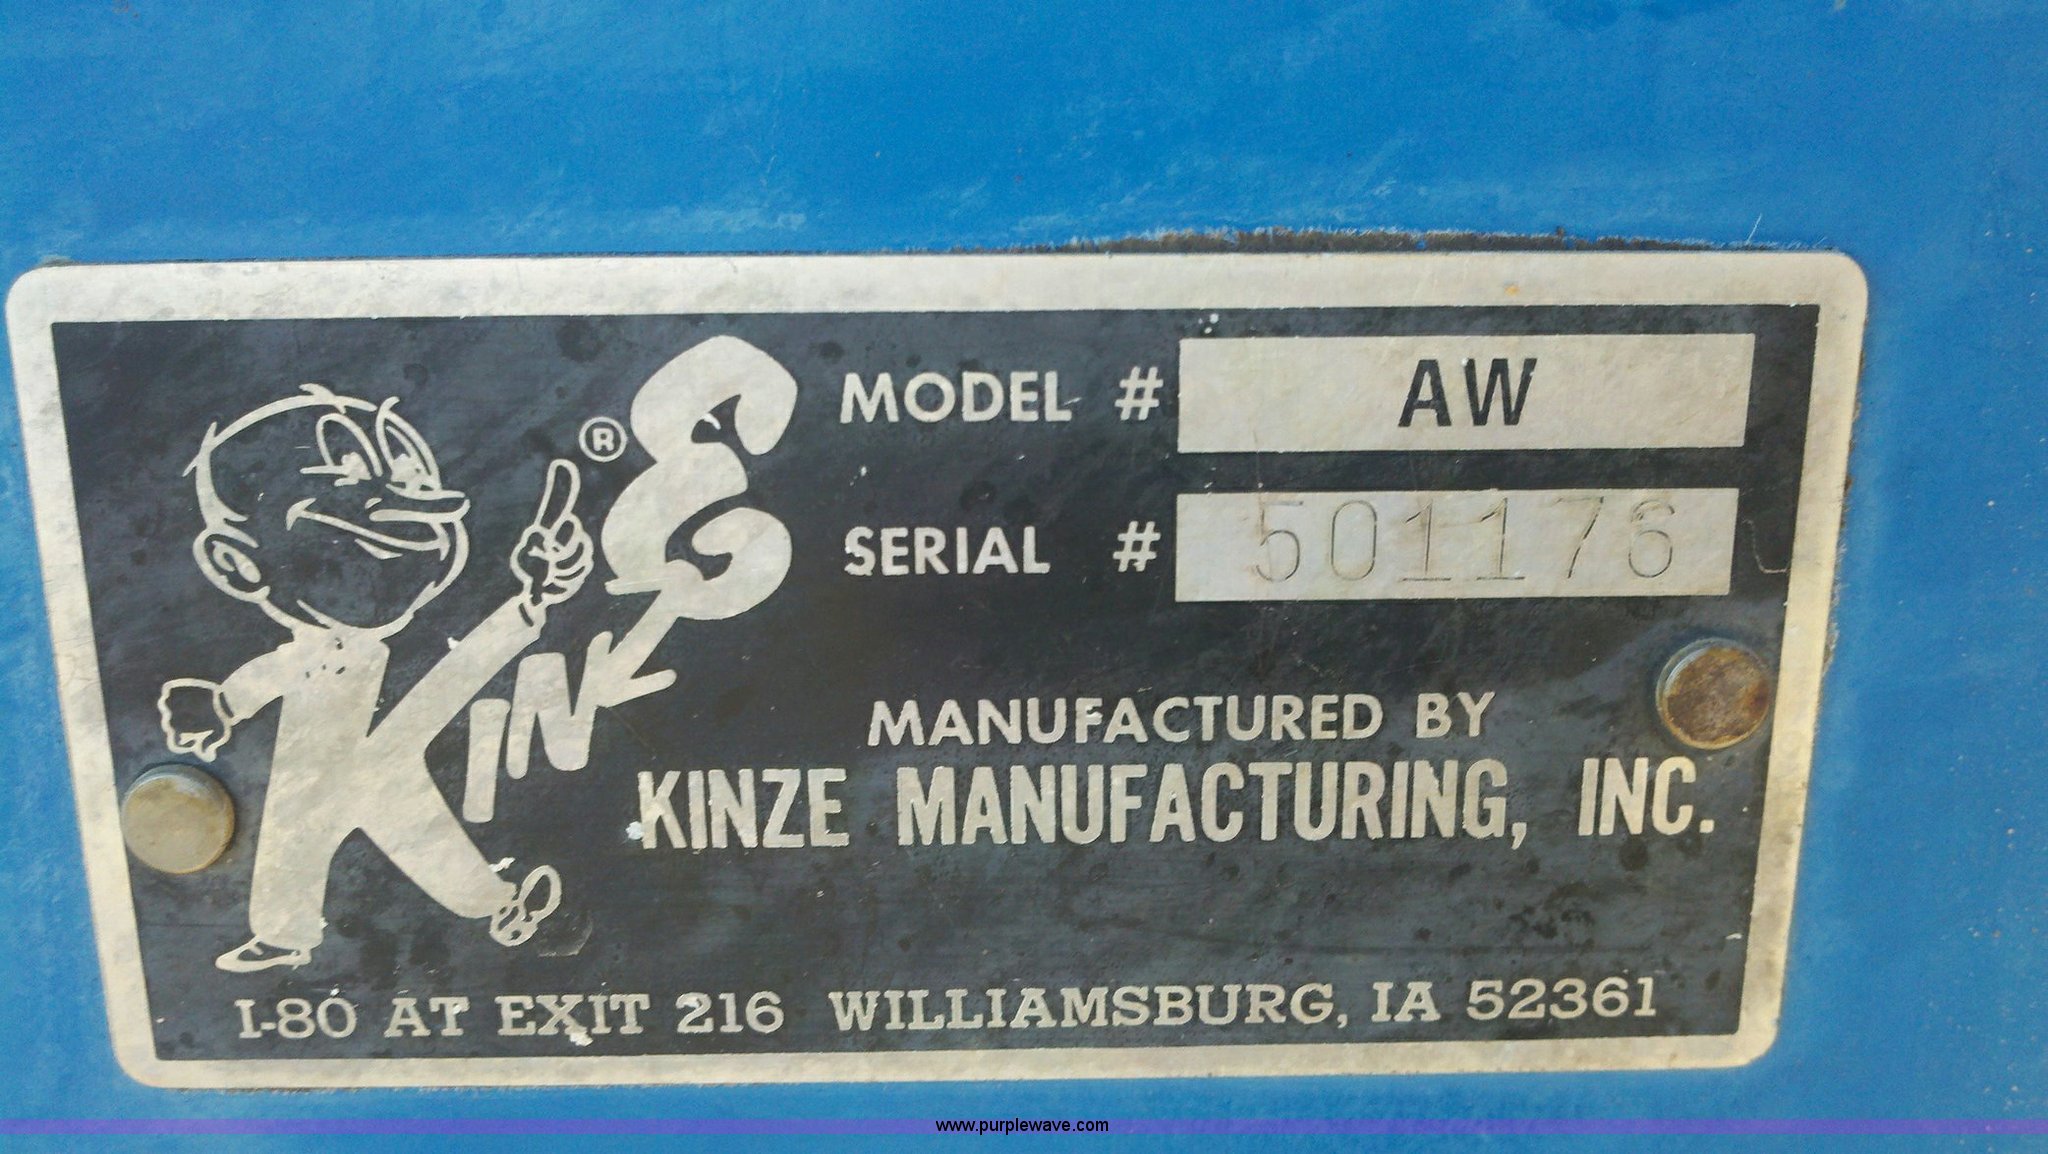 KINZE ®
MODEL # AW
SERIAL # 501176
MANUFACTURED BY
KINZE MANUFACTURING, INC.
I-80 AT EXIT 216 WILLIAMSBURG, IA 52361
www.purplewave.com